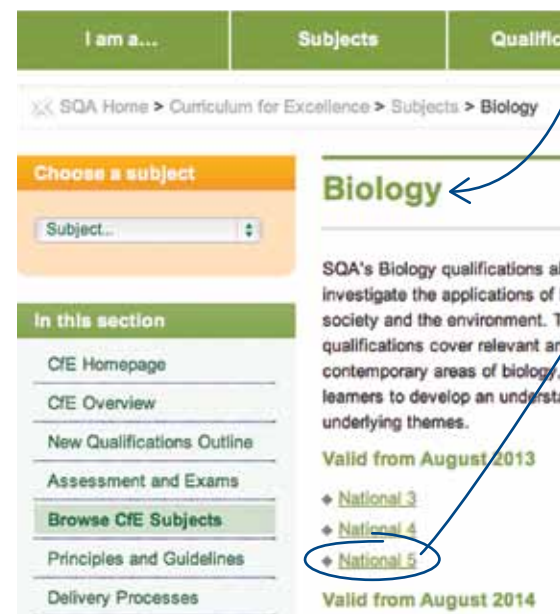 I am a...
Subjects
Qualific
SQA Home > Curriculum for Excellence > Subjects > Biology
Choose a subject
Subject...
In this section
CfE Homepage
CfE Overview
New Qualifications Outline
Assessment and Exams
Browse CfE Subjects
Principles and Guidelines
Delivery Processes
Biology
SQA's Biology qualifications al
investigate the applications of
society and the environment. T
qualifications cover relevant an
contemporary areas of biology,
learners to develop an understa
underlying themes.
Valid from August 2013
National 3
National 4
National 5
Valid from August 2014